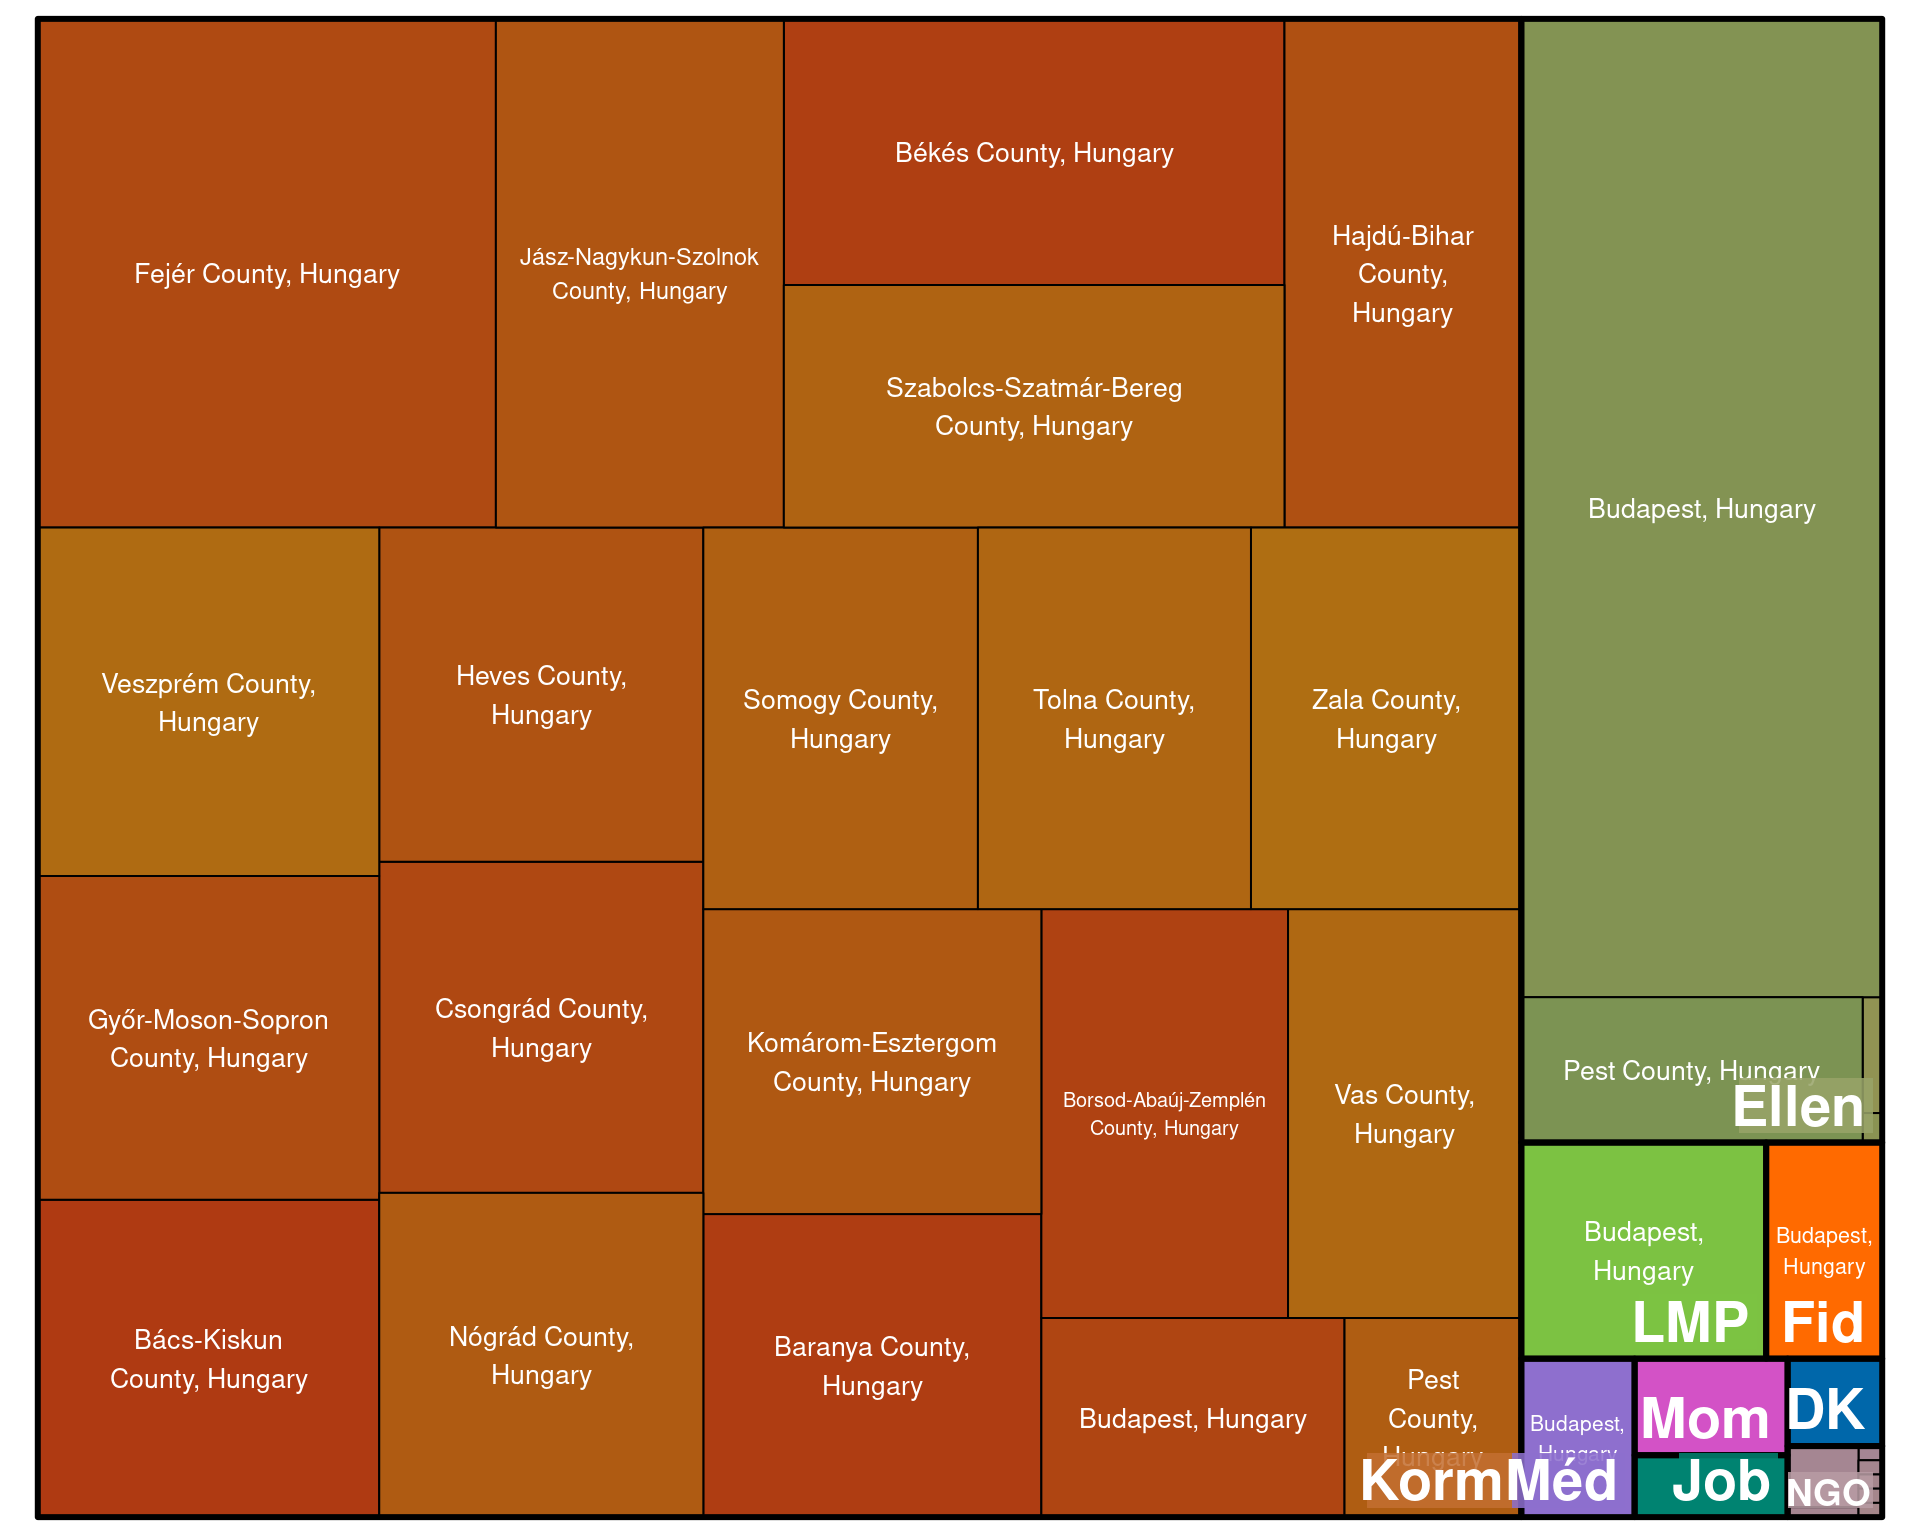 Fejér County, Hungary
Jász-Nagykun-Szolnok
County, Hungary
Békés County, Hungary
Szabolcs-Szatmár-Bereg
County, Hungary
Hajdú-Bihar
County,
Hungary
Veszprém County,
Hungary
Heves County,
Hungary
Somogy County,
Hungary
Tolna County,
Hungary
Zala County,
Hungary
Győr-Moson-Sopron
County, Hungary
Csongrád County,
Hungary
Komárom-Esztergom
County, Hungary
Borsod-Abaúj-Zemplén
County, Hungary
Vas County,
Hungary
Bács-Kiskun
County, Hungary
Nógrád County,
Hungary
Baranya County,
Hungary
Budapest, Hungary
Pest
County,
Hungary
Korm
Budapest, Hungary
Pest County, Hungary
Ellen
Budapest,
Hungary
LMP
Budapest,
Hungary
Fid
Budapest,
Hungary
Méd
Mom
Job
DK
NGO